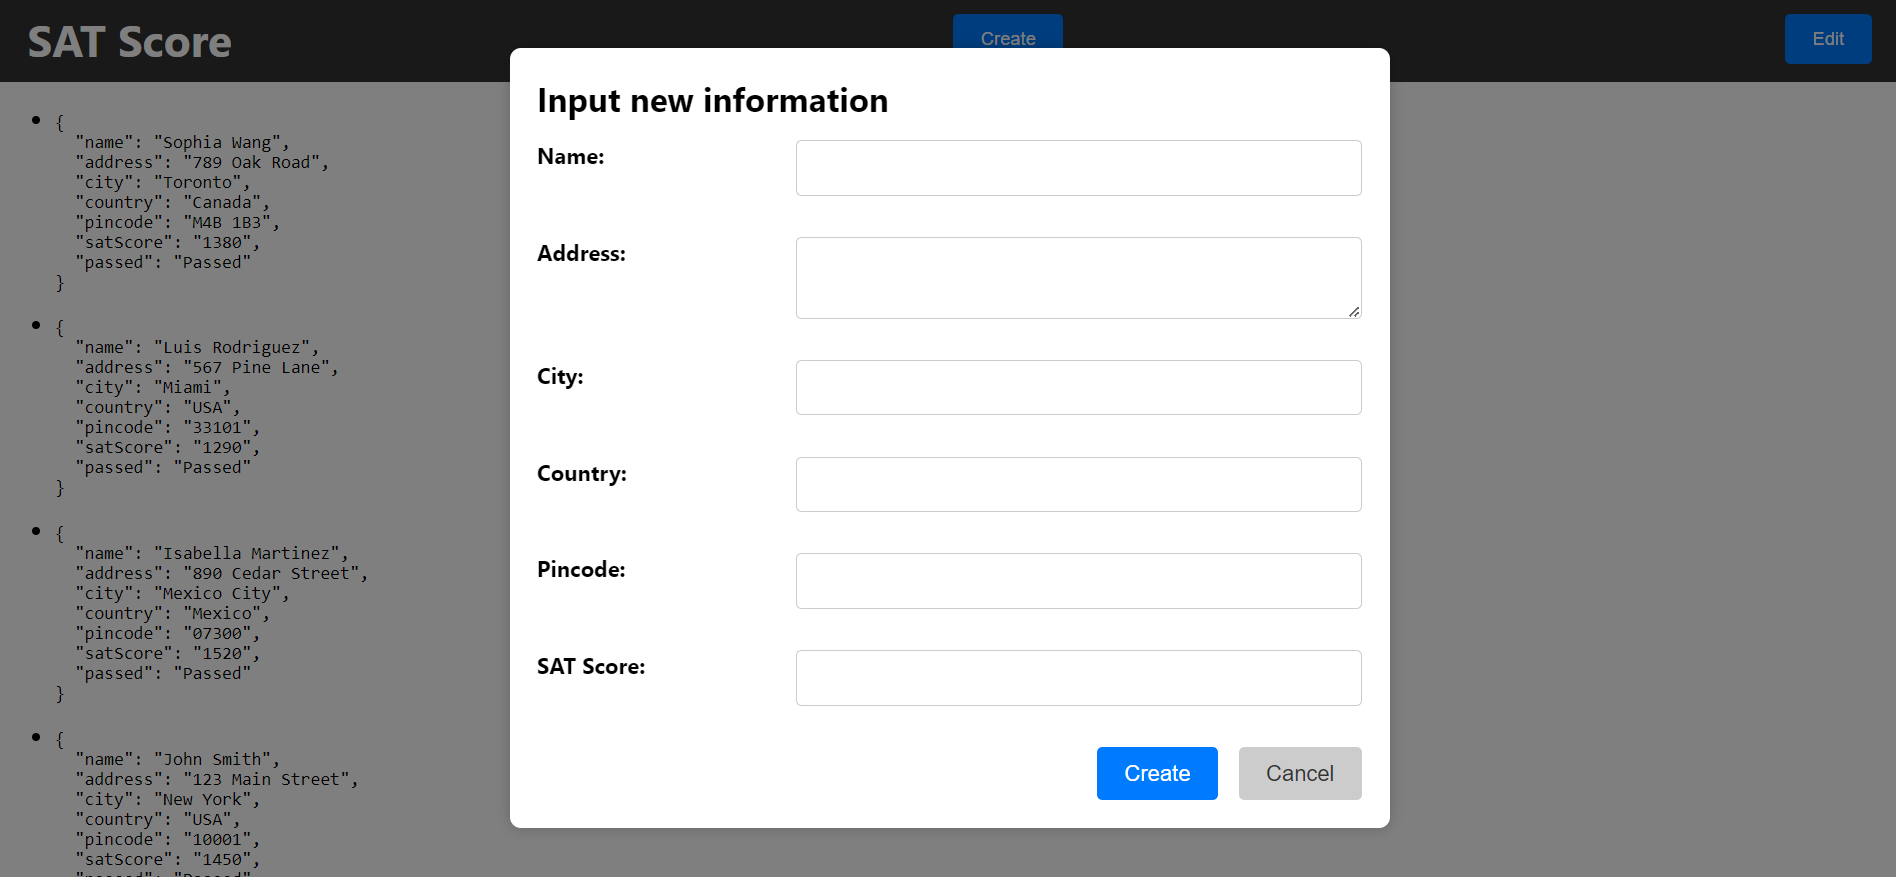 SAT Score
Create
Edit
{
"name": "Sophia Wang",
"address": "789 Oak Road",
"city": "Toronto",
"country": "Canada",
"pincode": "M4B 1B3",
"satScore": "1380",
"passed": "Passed"
}
{
"name": "Luis Rodriguez",
"address": "567 Pine Lane",
"city": "Miami",
"country": "USA",
"pincode": "33101",
"satScore": "1290",
"passed": "Passed"
}
{
"name": "Isabella Martinez",
"address": "890 Cedar Street",
"city": "Mexico City",
"country": "Mexico",
"pincode": "07300",
"satScore": "1520",
"passed": "Passed"
}
{
"name": "John Smith",
"address": "123 Main Street",
"city": "New York",
"country": "USA",
"pincode": "10001",
"satScore": "1450",
Input new information
Name:
Address:
City:
Country:
Pincode:
SAT Score:
Create
Cancel